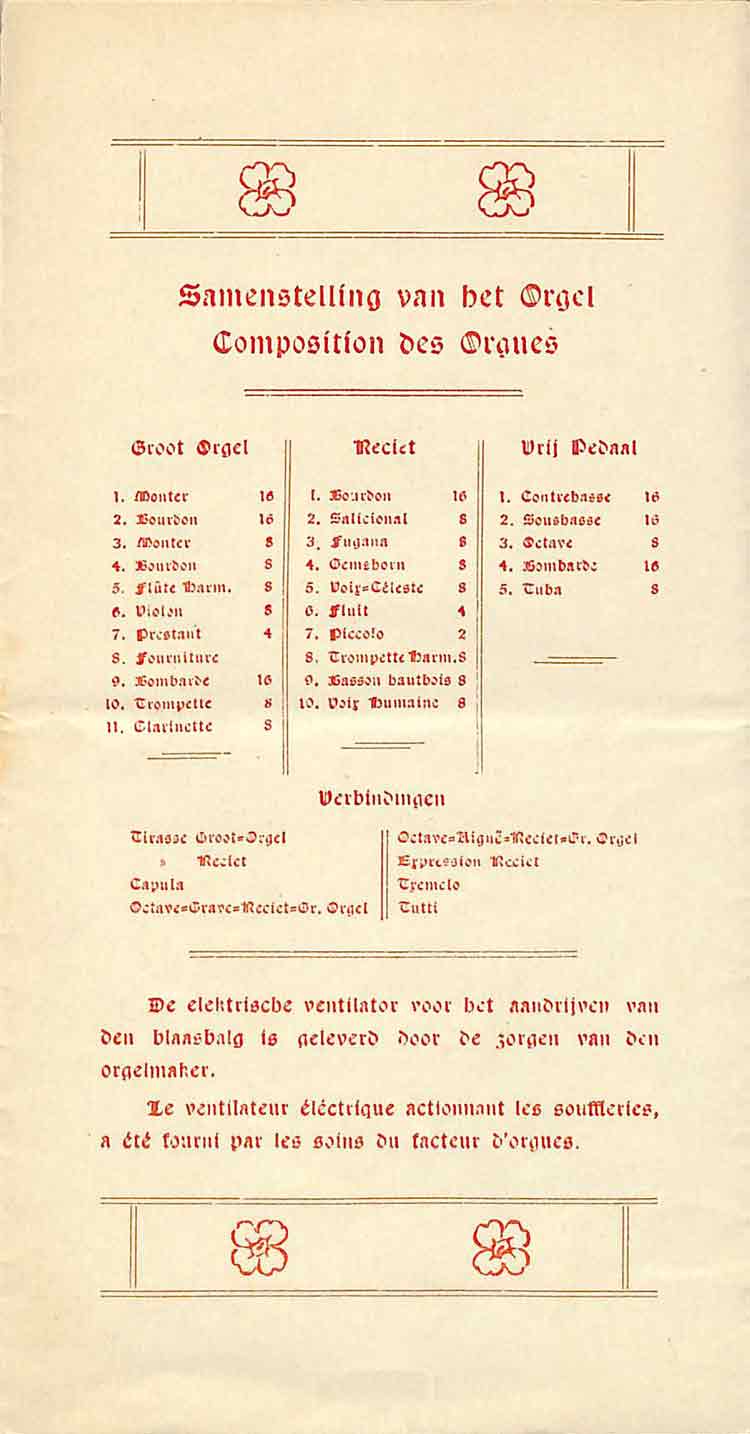 Samenstelling van het Orgel
Composition des Orgues
Groot Orgel
1. Monter 16
2. Bourdon 16
3. Monter 8
4. Bourdon 8
5. Flûte Harm. 8
6. Violon 8
7. Prestant 4
8. Fourniture
9. Bombarde 16
10. Trompette 8
11. Clarinette 8
Reciet
1. Bourdon 16
2. Salicional 8
3. Fugana 8
4. Gemshorn 8
5. Voix=Céleste 8
6. Fluit 4
7. Piccolo 2
8. Trompette Harm. 8
9. Basson hautbois 8
10. Voix Humaine 8
Vrij Pedaal
1. Contrebasse 16
2. Sousbasse 16
3. Octave 8
4. Bombarde 16
5. Tuba 8
Verbindingen
Tirasse Groot=Orgel
» Reciet
Capula
Octave=Grave=Reciet=Gr. Orgel
Octave=Aiguë=Reciet=Gr. Orgel
Expression Reciet
Tremelo
Tutti
De elektrische ventilator voor het aandrijven van
den blaasbalg is geleverd door de zorgen van den
orgelmaker.
Le ventilateur éléctrique actionnant les souffleries,
a été fourni par les soins du facteur d'orgues.